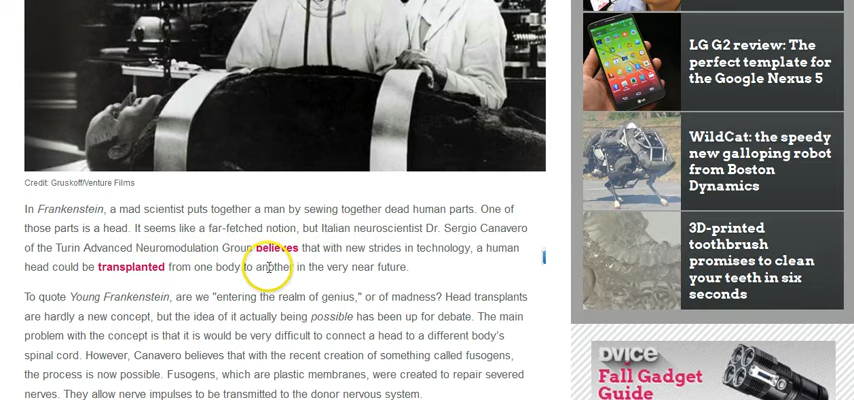 Credit: Gruskoff/Venture Films
In Frankenstein, a mad scientist puts together a man by sewing together dead human parts. One of
those parts is a head. It seems like a far-fetched notion, but Italian neuroscientist Dr. Sergio Canavero
of the Turin Advanced Neuromodulation Group believes that with new strides in technology, a human
head could be transplanted from one body to another in the very near future.
To quote Young Frankenstein, are we "entering the realm of genius," or of madness? Head transplants
are hardly a new concept, but the idea of it actually being possible has been up for debate. The main
problem with the concept is that it is would be very difficult to connect a head to a different body's
spinal cord. However, Canavero believes that with the recent creation of something called fusogens,
the process is now possible. Fusogens, which are plastic membranes, were created to repair severed
nerves. They allow nerve impulses to be transmitted to the donor nervous system.
LG G2 review: The
perfect template for
the Google Nexus 5
WildCat: the speedy
new galloping robot
from Boston
Dynamics
3D-printed
toothbrush
promises to clean
your teeth in six
seconds
DVICE
Fall Gadget
Guide